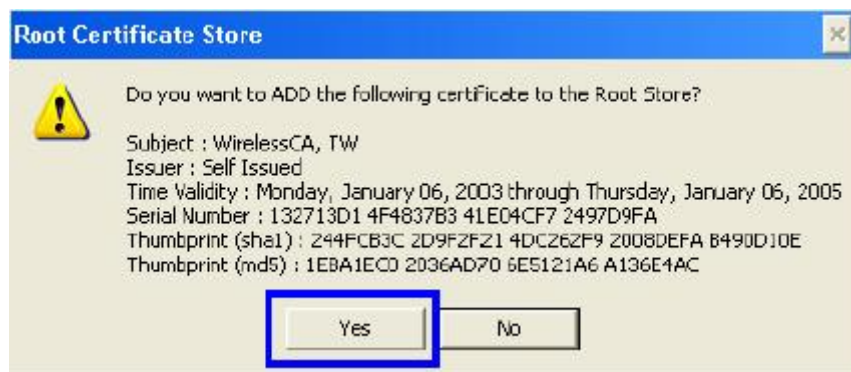 Root Certificate Store
Do you want to ADD the following certificate to the Root Store?
Subject : WirelessCA, TW
Issuer : Self Issued
Time Validity : Monday, January 06, 2003 through Thursday, January 06, 2005
Serial Number : 132713D1 4F4837B3 41E04CF7 2497D9FA
Thumbprint (sha1) : 244FCB3C 2D9F2F21 4DC262F9 2008DEFA B490D10E
Thumbprint (md5) : 1EBA1EC0 2036AD70 6E5121A6 A136E4AC
Yes No